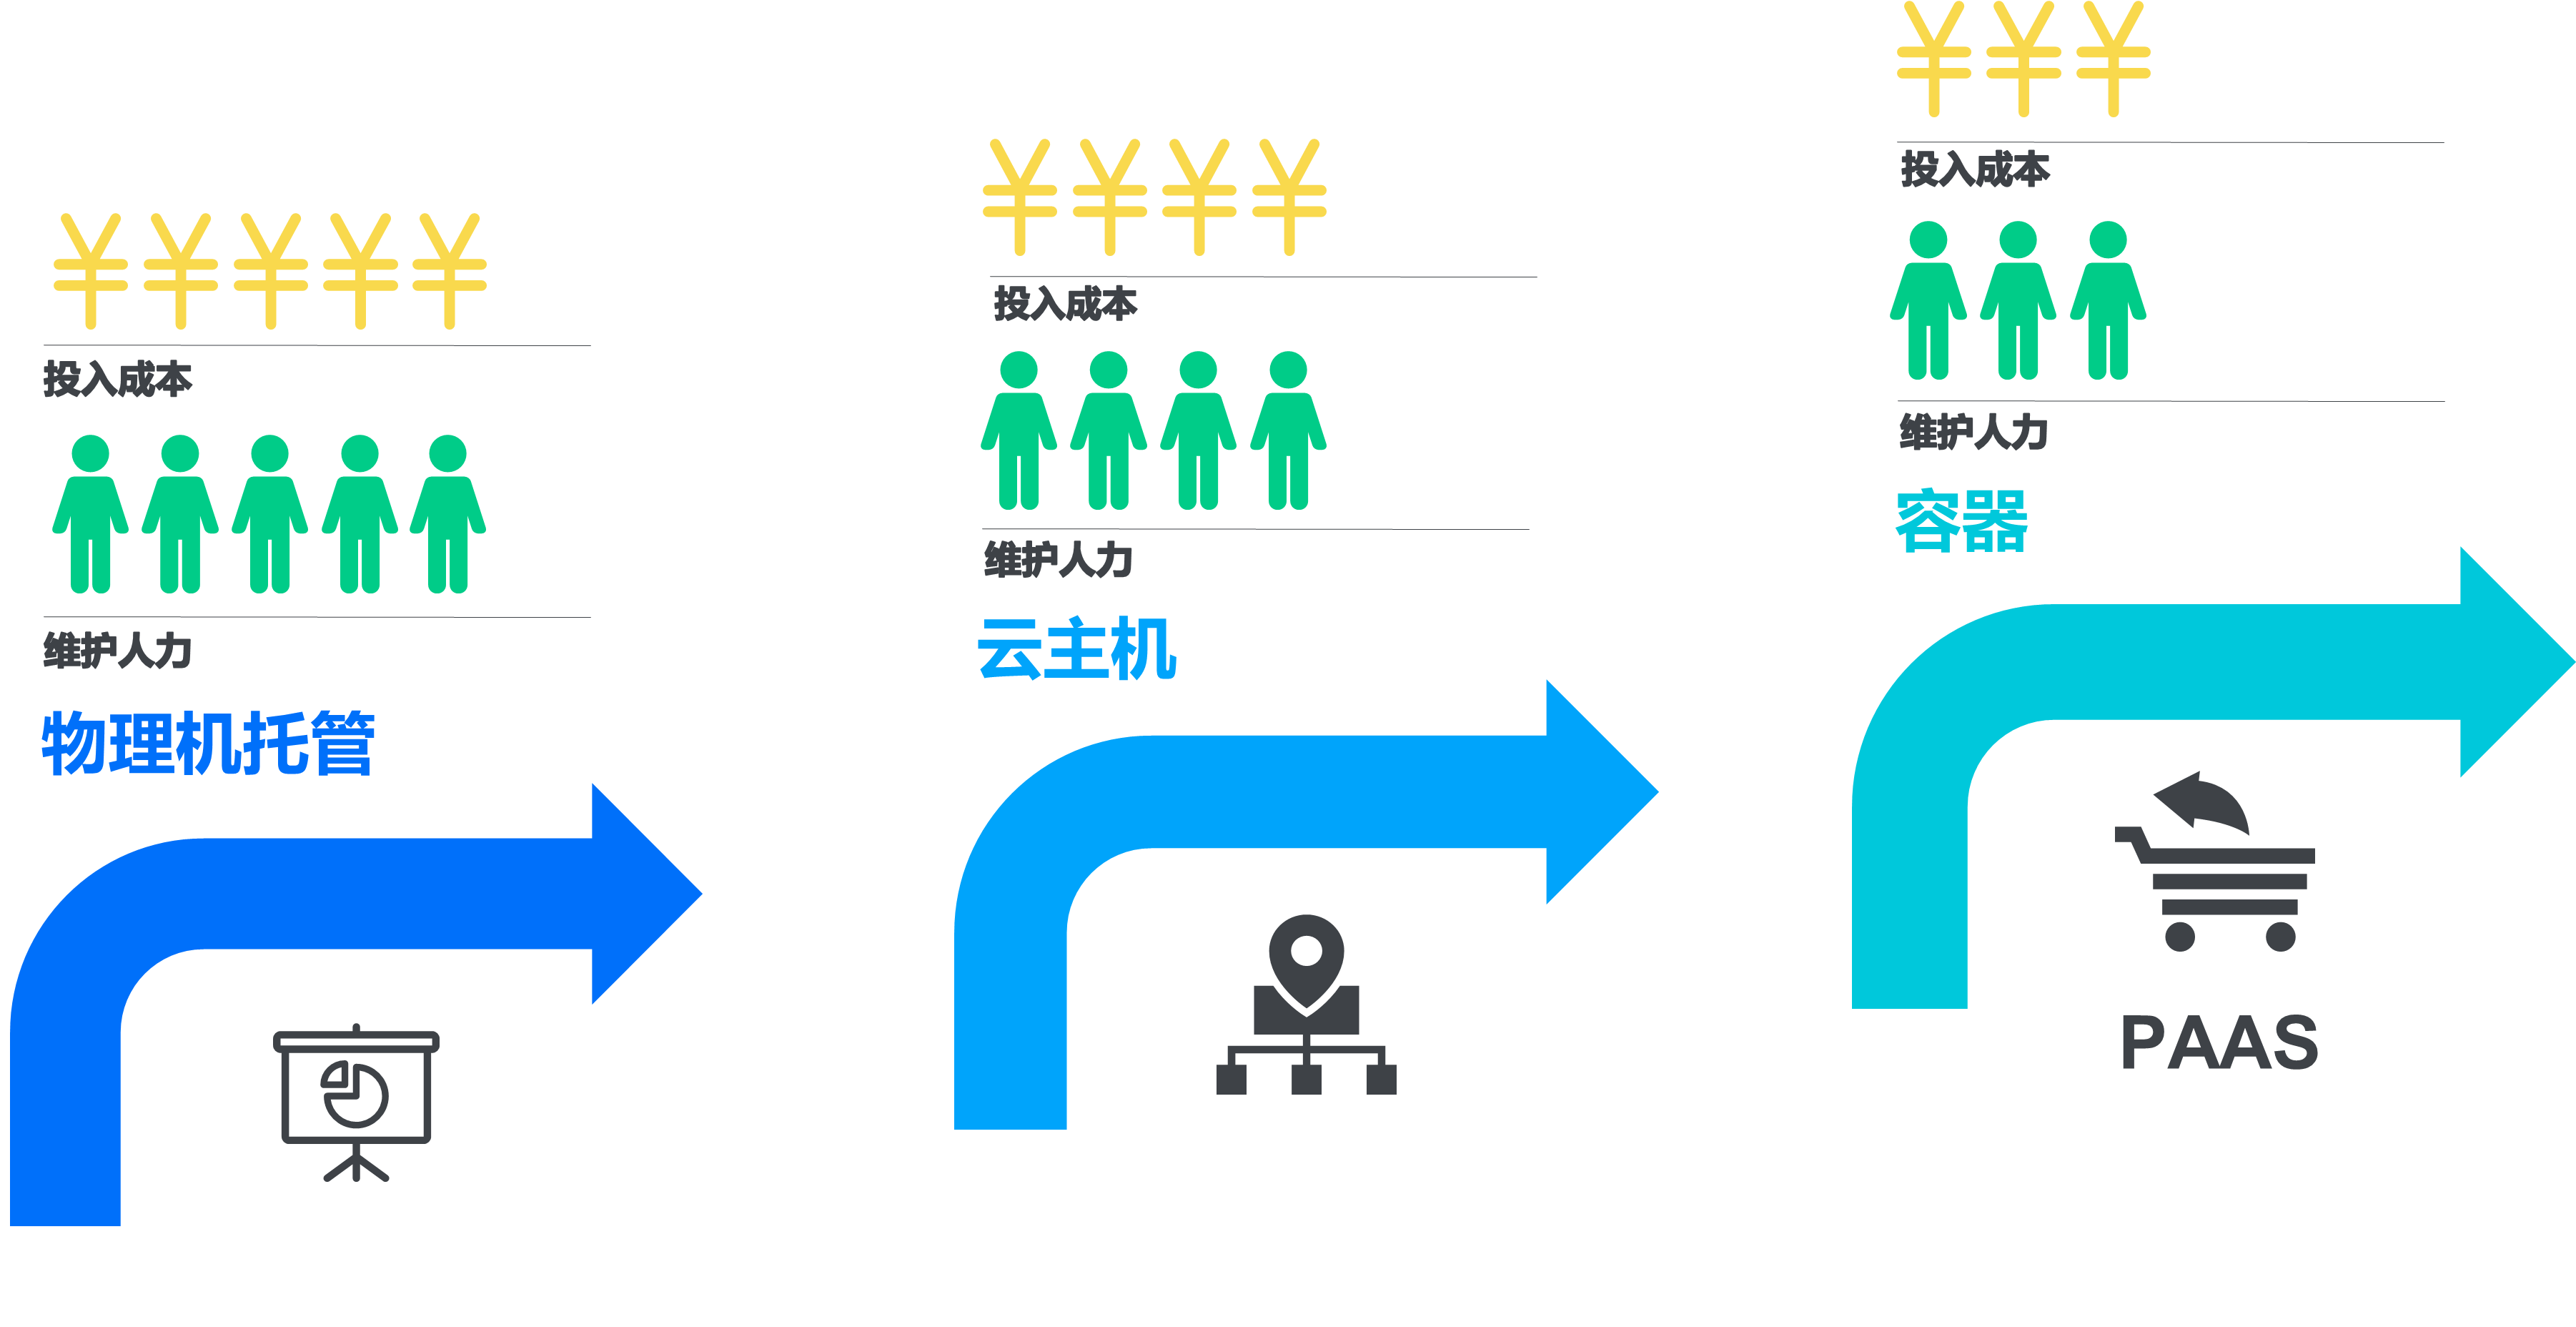 ¥ ¥ ¥ ¥ ¥
投入成本
维护人力
物理机托管
¥ ¥ ¥ ¥
投入成本
维护人力
云主机
¥ ¥ ¥
投入成本
维护人力
容器
PAAS